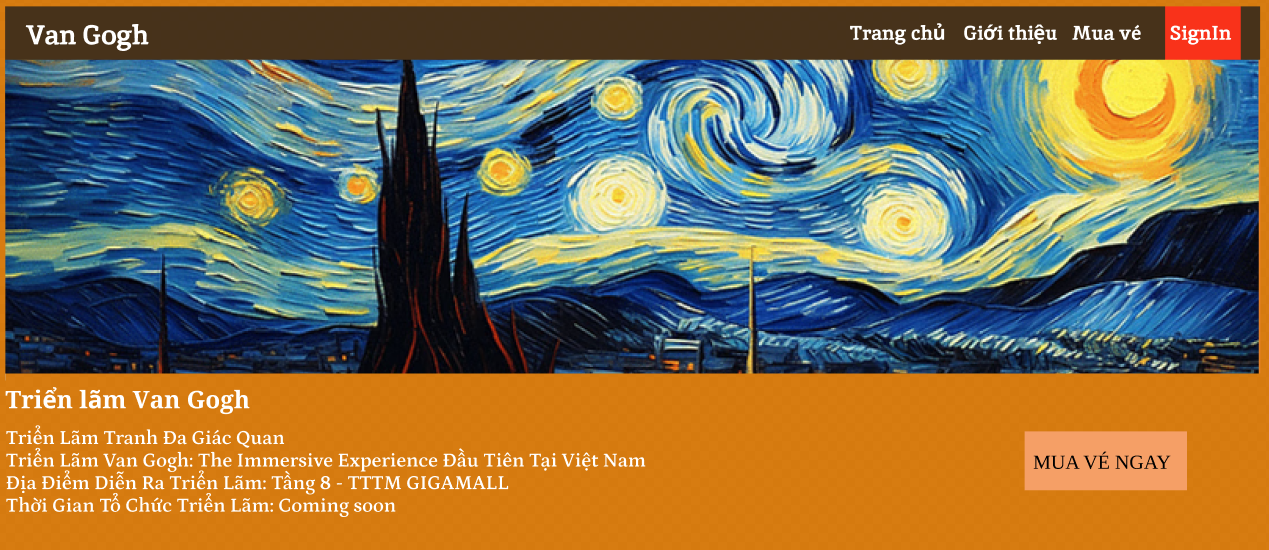 Van Gogh
Trang chủ Giới thiệu Mua vé SignIn
Triển lãm Van Gogh
Triển Lãm Tranh Đa Giác Quan
Triển Lãm Van Gogh: The Immersive Experience Đầu Tiên Tại Việt Nam
Địa Điểm Diễn Ra Triển Lãm: Tầng 8 - TTTM GIGAMALL
Thời Gian Tổ Chức Triển Lãm: Coming soon
MUA VÉ NGAY